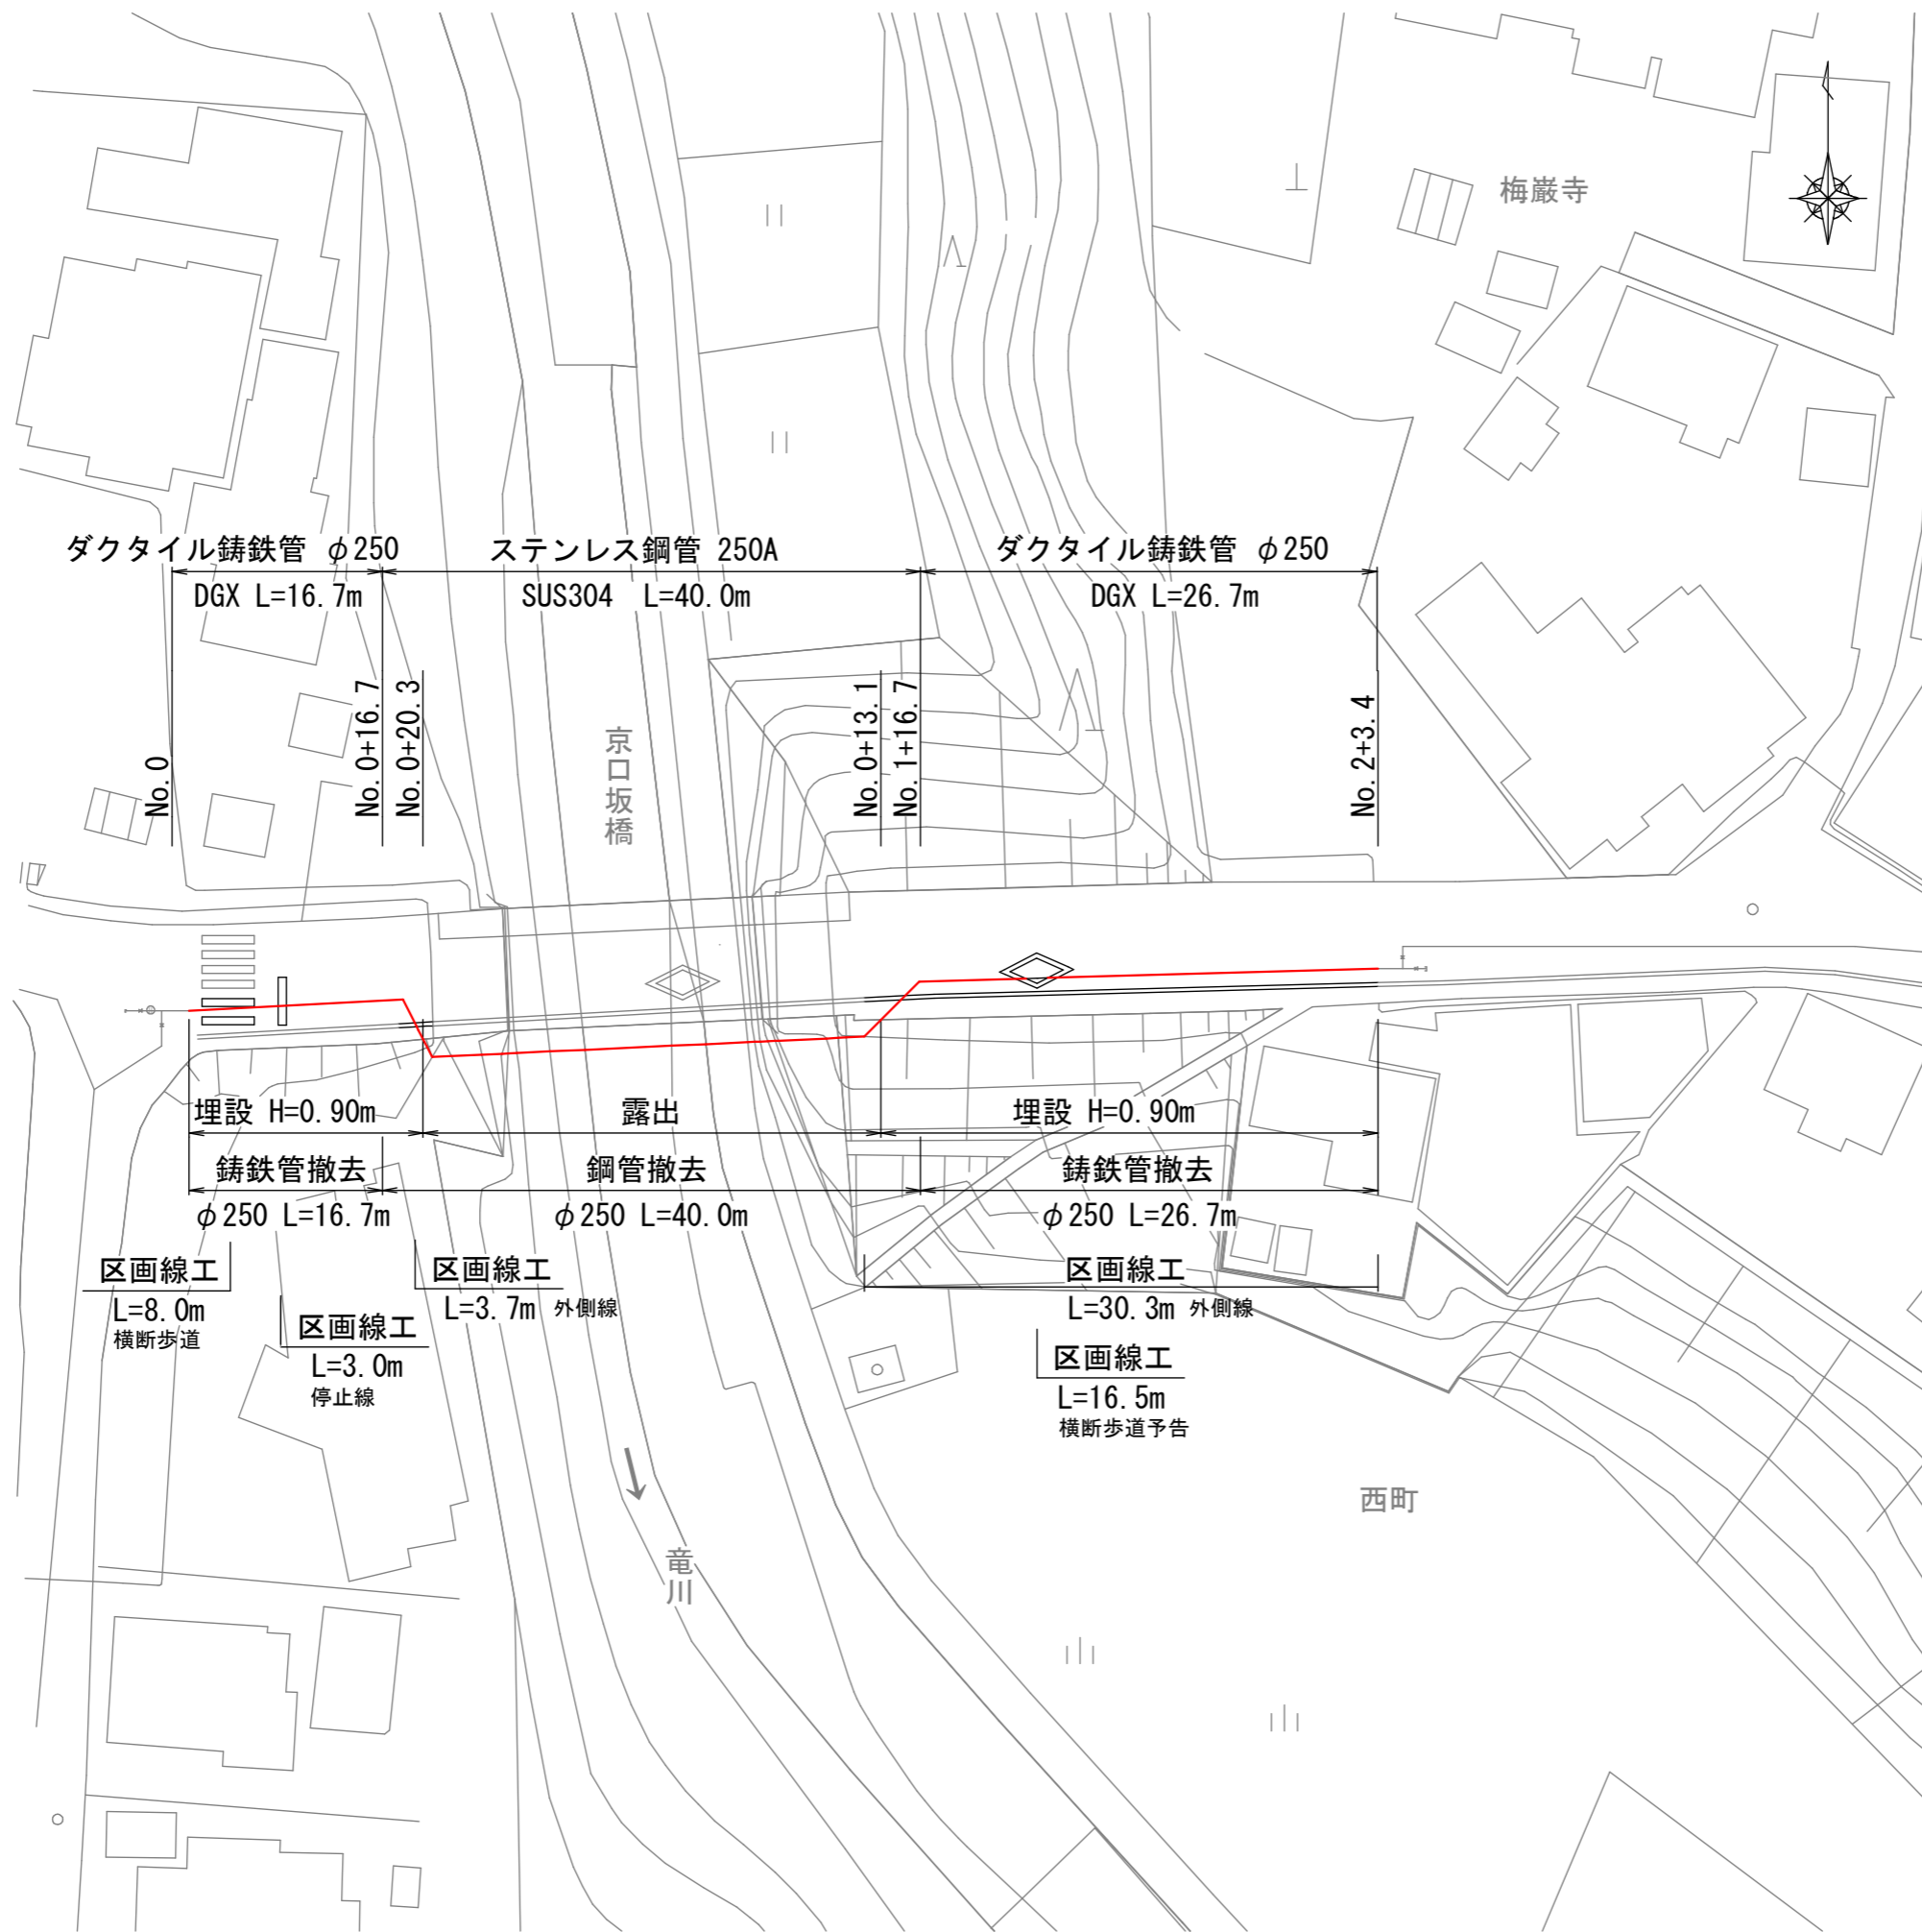 梅巌寺
ダクタイル鋳鉄管 φ250
DGX L=16.7m
ステンレス鋼管 250A
SUS304 L=40.0m
ダクタイル鋳鉄管 φ250
DGX L=26.7m
No.0
No.0+16.7
No.0+20.3
京口坂橋
No.0+13.1
No.1+16.7
No.2+3.4
埋設 H=0.90m
露出
埋設 H=0.90m
鋳鉄管撤去
φ250 L=16.7m
鋼管撤去
φ250 L=40.0m
鋳鉄管撤去
φ250 L=26.7m
区画線工
L=8.0m
横断歩道
区画線工
L=3.0m
停止線
区画線工
L=3.7m 外側線
区画線工
L=30.3m 外側線
区画線工
L=16.5m
横断歩道予告
西町
竜川